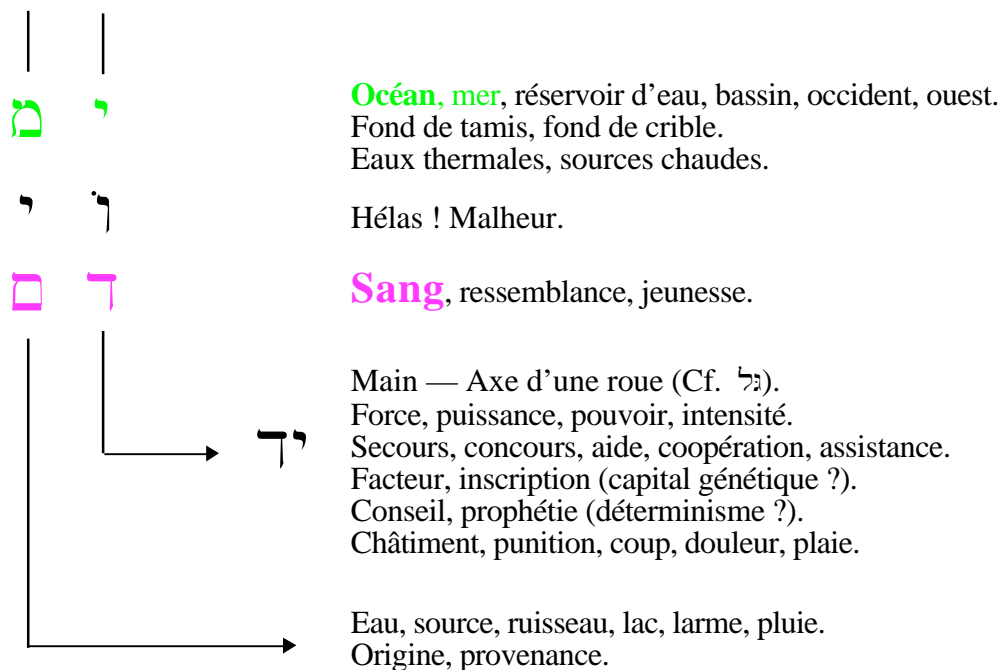 ימ Océan, mer, réservoir d'eau, bassin, occident, ouest.
Fond de tamis, fond de crible.
Eaux thermales, sources chaudes.
וֹי Hélas ! Malheur.
דם Sang, ressemblance, jeunesse.
Main — Axe d’une roue (Cf. גל).
Force, puissance, pouvoir, intensité.
יד Secours, concours, aide, coopération, assistance.
Facteur, inscription (capital génétique ?).
Conseil, prophétie (déterminisme ?).
Châtiment, punition, coup, douleur, plaie.
Eau, source, ruisseau, lac, larme, pluie.
Origine, provenance.